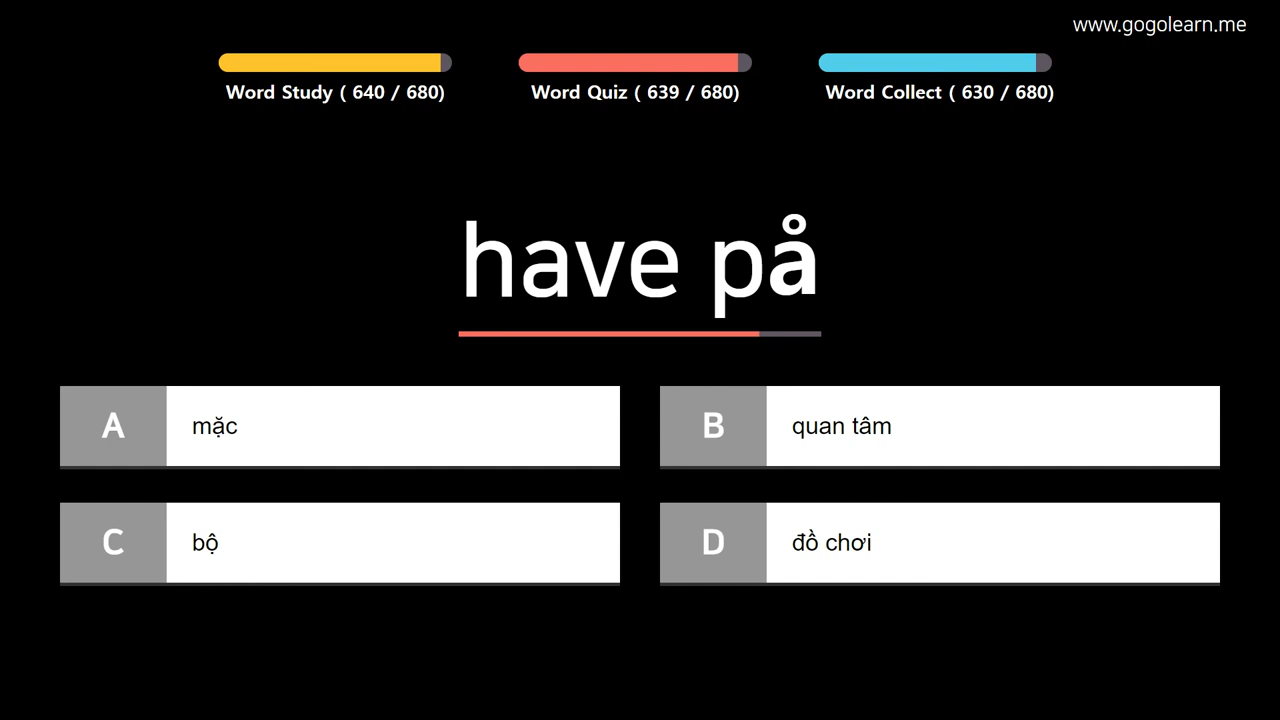 www.gogolearn.me
Word Study ( 640 / 680)
Word Quiz ( 639 / 680)
Word Collect ( 630 / 680)
have på
A mặc
B quan tâm
C bộ
D đồ chơi